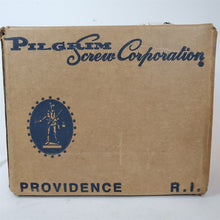 PILGRIM
Screw Corporation
PROVIDENCE R.I.